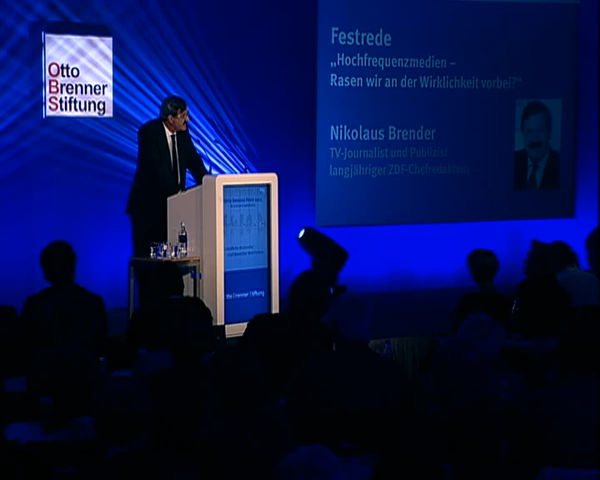 Otto
Brenner
Stiftung
Festrede
„Hochfrequenzmedien –
Rasen wir an der Wirklichkeit vorbei?“
Nikolaus Brender
TV-Journalist und Publizist
langjähriger ZDF-Chefredakteur
Otto Brenner Stiftung